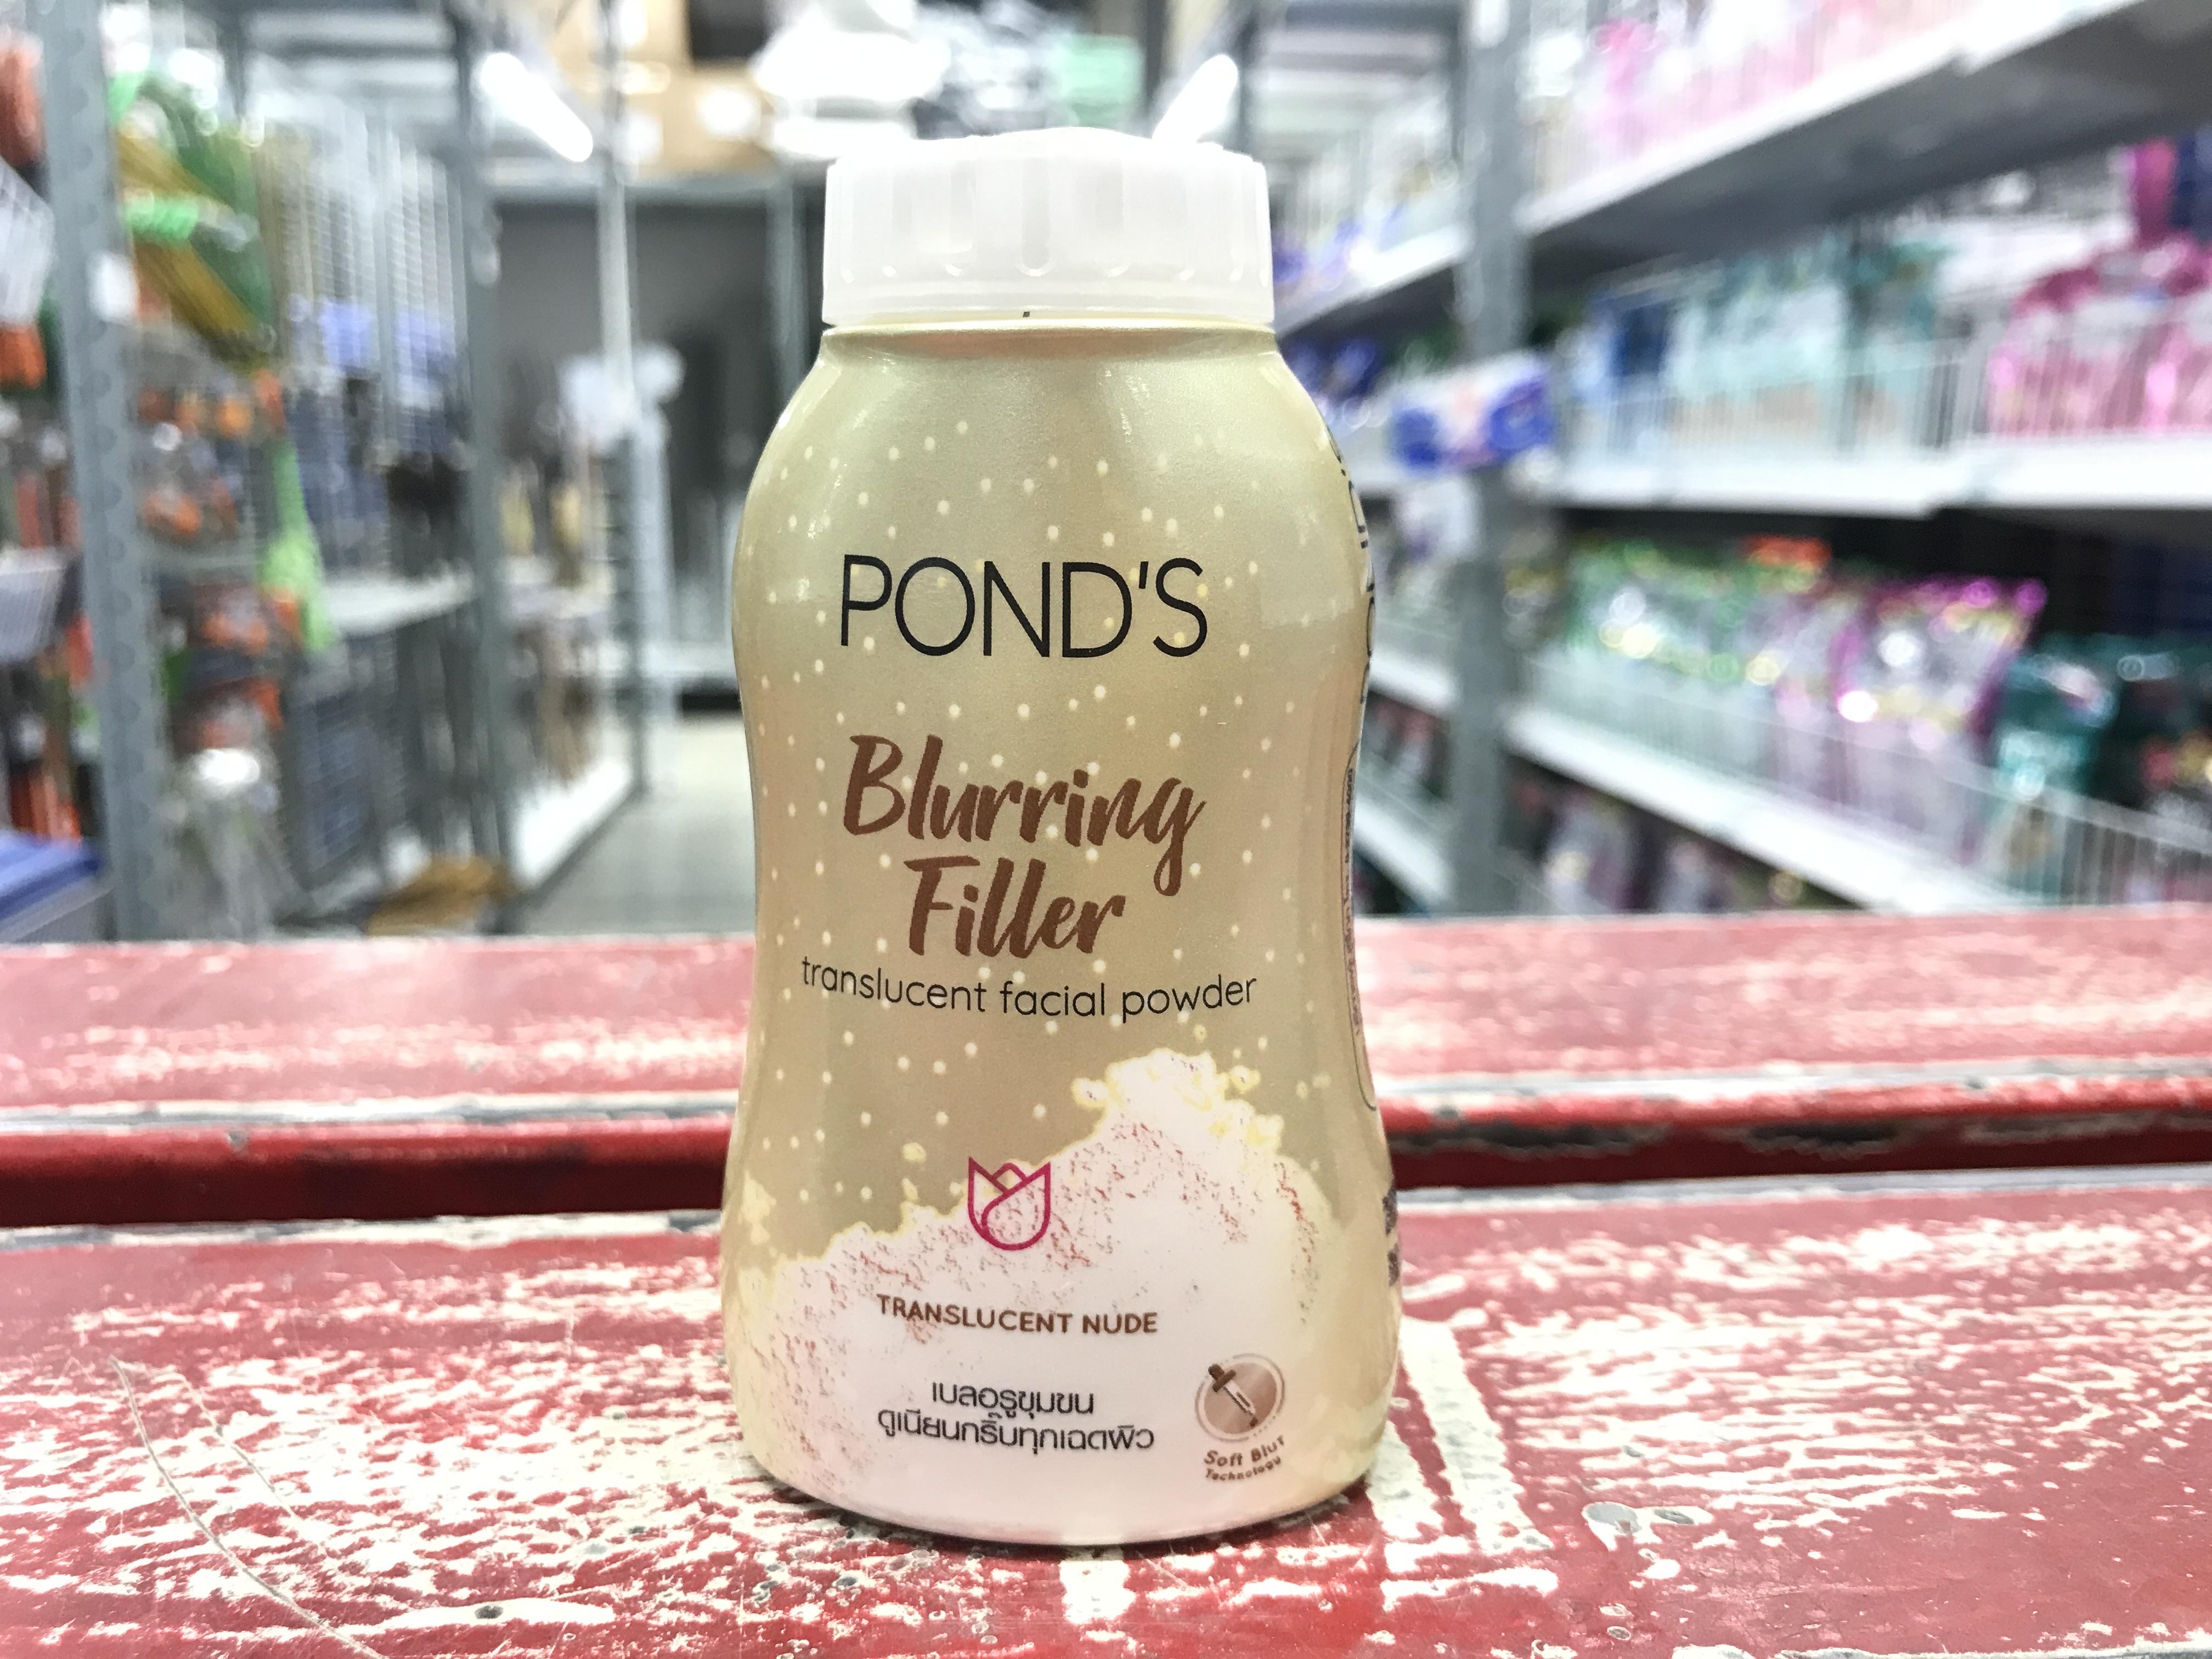 POND'S
Blurring
Filler
translucent facial powder
TRANSLUCENT NUDE
เบลอรูขุมขน
ดูเนียนกริ๊บทุกเฉดผิว
Soft Blur
Technology